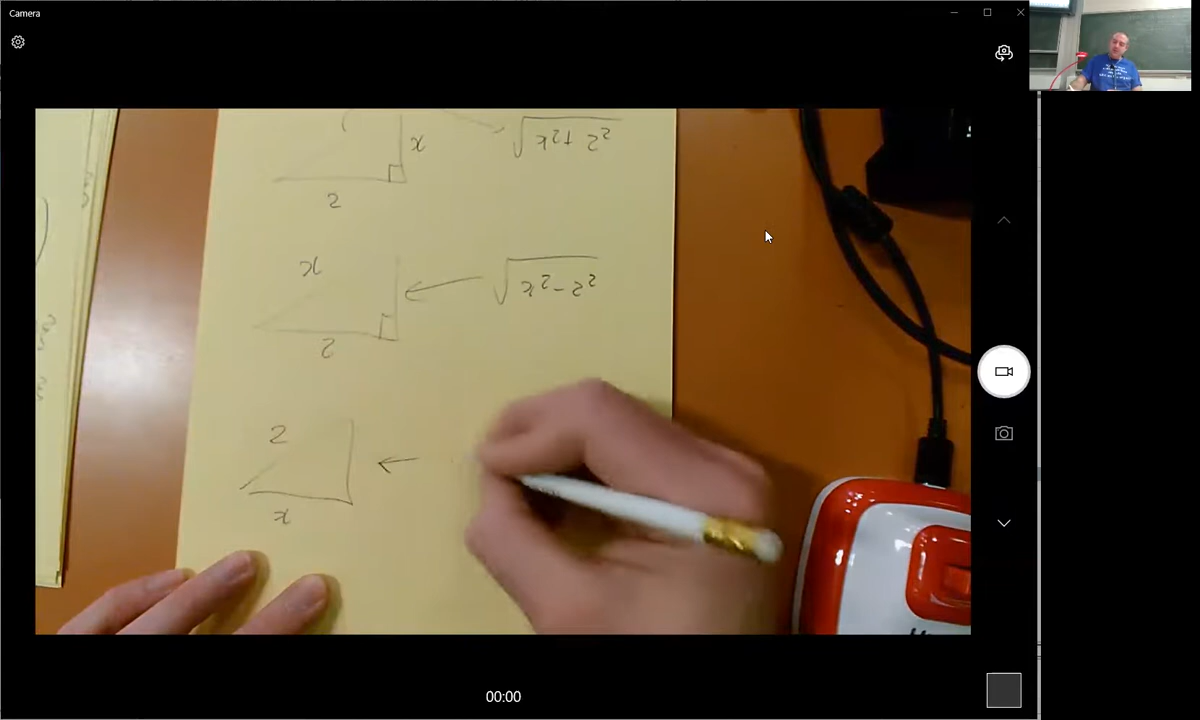 Camera
x √x²+ 2²
2
x
√x² - 2²
2
2
x
00:00